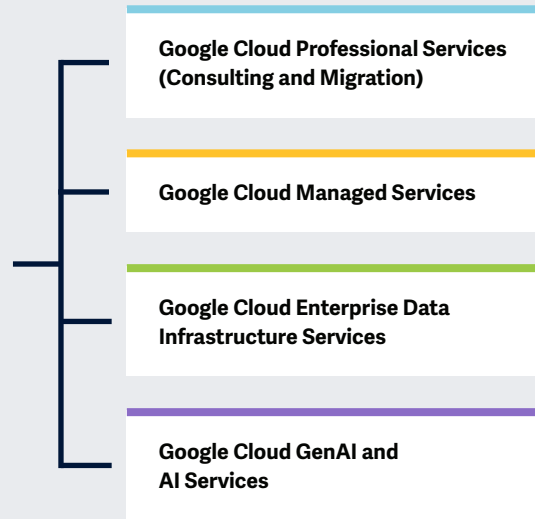 Google Cloud Professional Services
(Consulting and Migration)
Google Cloud Managed Services
Google Cloud Enterprise Data
Infrastructure Services
Google Cloud GenAI and
AI Services